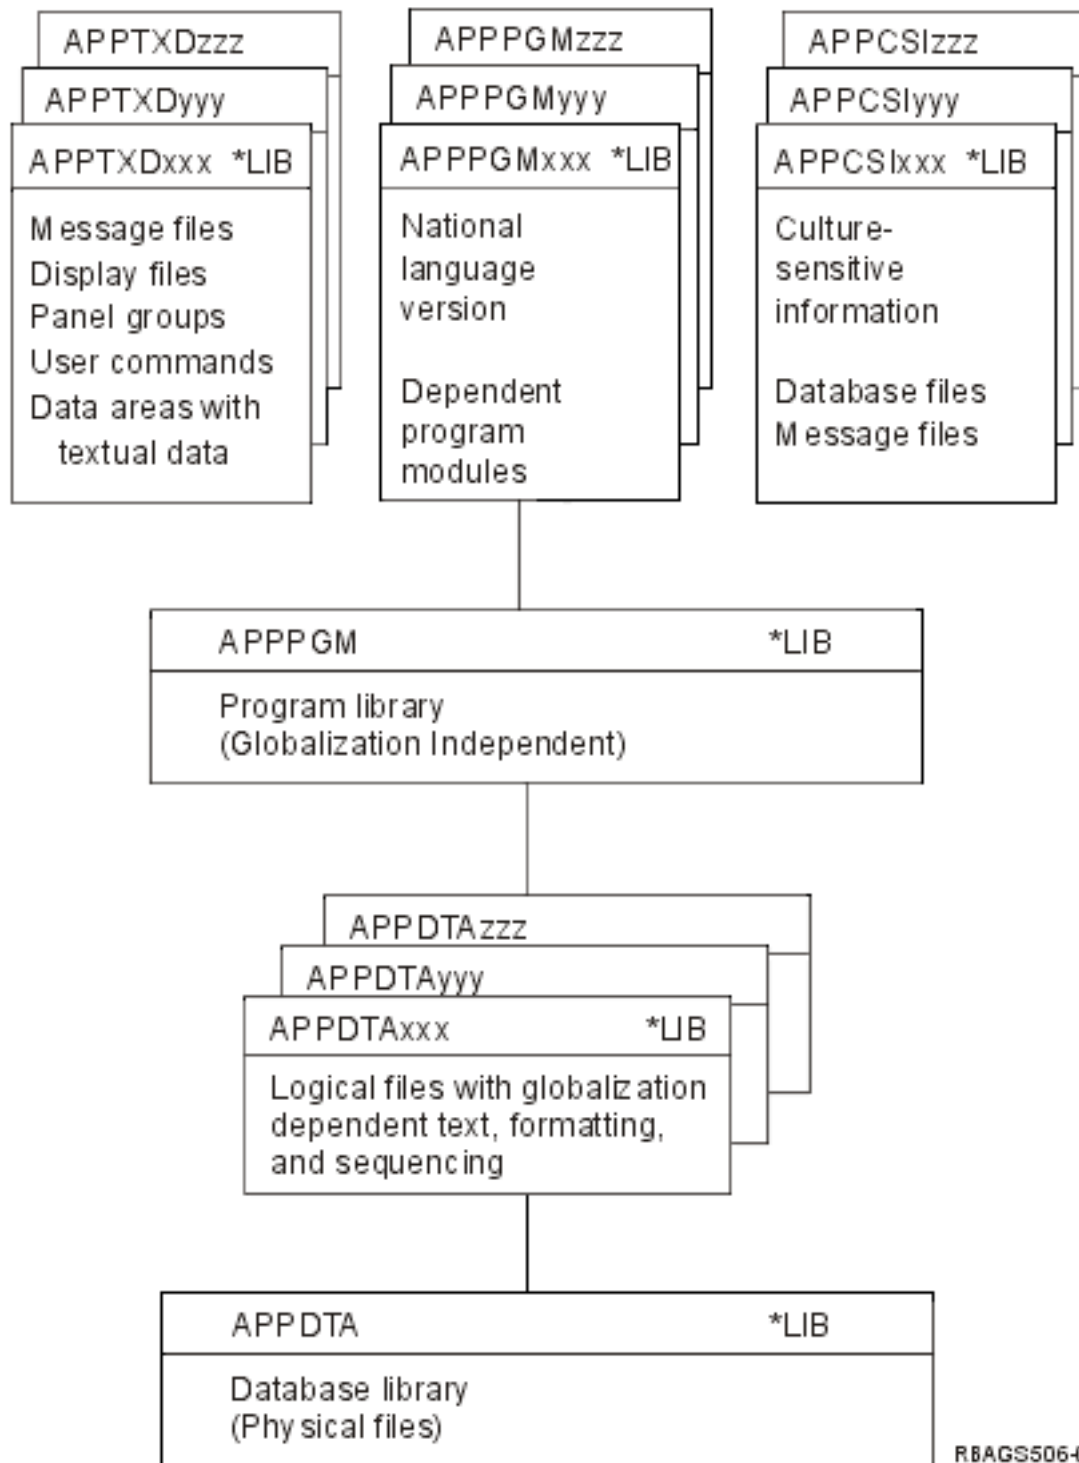 APPTXDzzz
APPTXDyyy
APPTXDxxx *LIB
Message files
Display files
Panel groups
User commands
Data areas with
textual data
APPPGMzzz
APPPGMyyy
APPPGMxxx *LIB
National
language
version
Dependent
program
modules
APPCSIzzz
APPCSIyyy
APPCSIxxx *LIB
Culture-
sensitive
information
Database files
Message files
APPPGM *LIB
Program library
(Globalization Independent)
APPDTAzzz
APPDTAyyy
APPDTAxxx *LIB
Logical files with globalization
dependent text, formatting,
and sequencing
APPDTA *LIB
Database library
(Physical files)